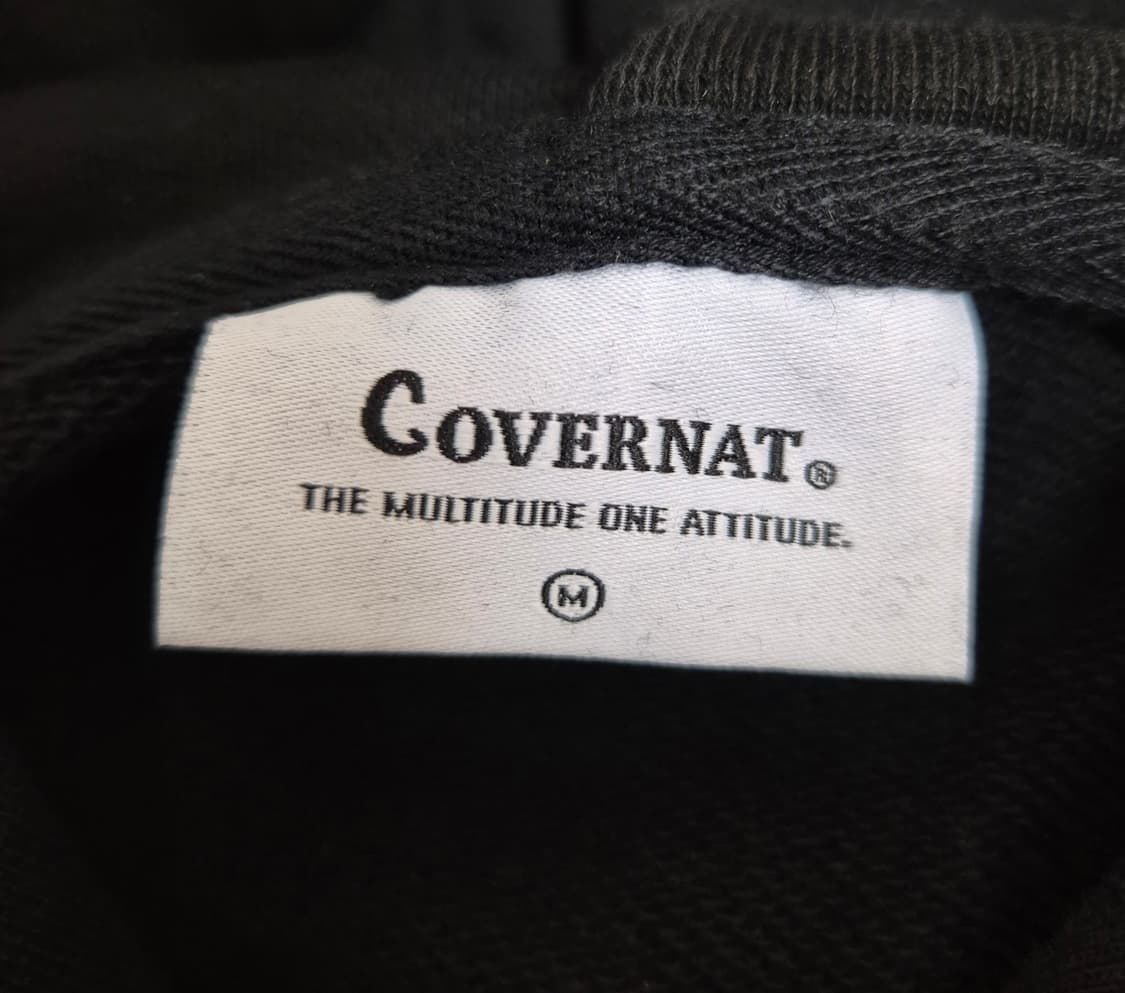 COVERNAT®
THE MULTITUDE ONE ATTITUDE.
M